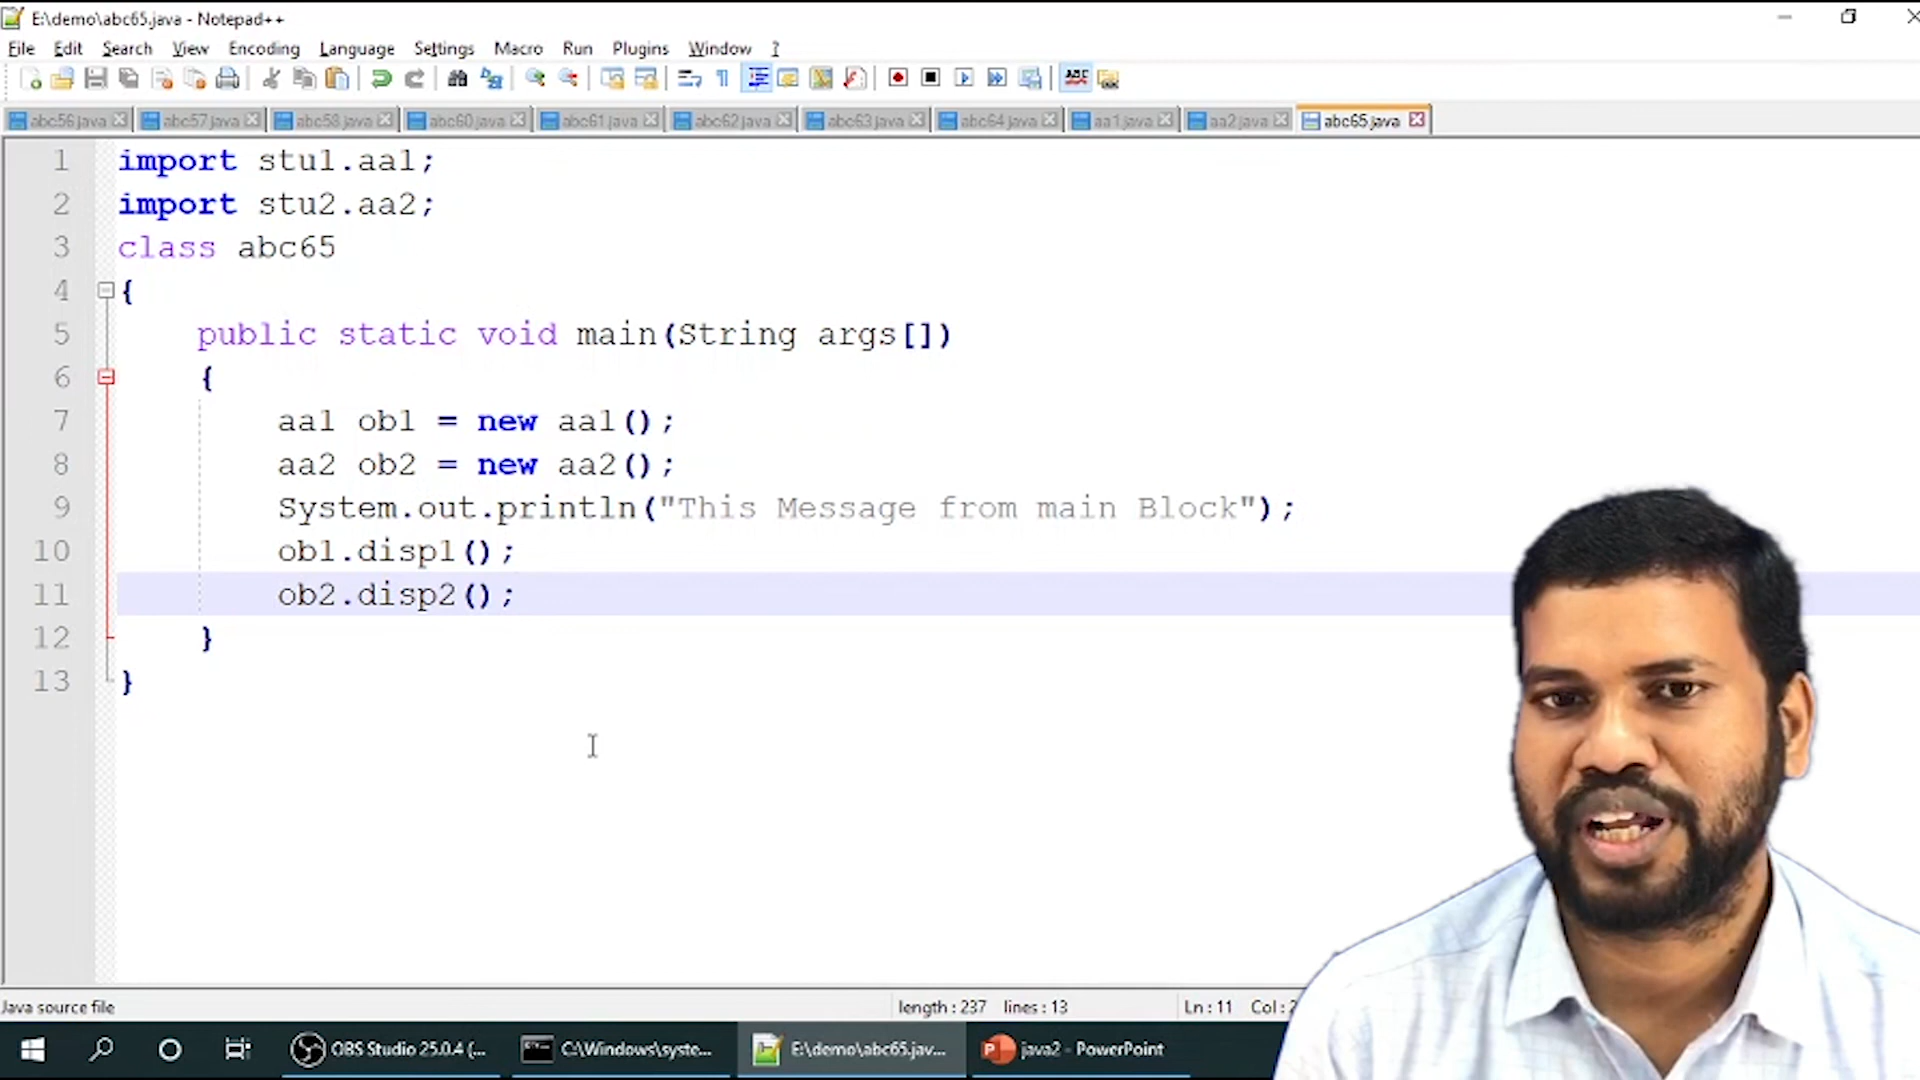 E:\demo\abc65.java - Notepad++
File Edit Search View Encoding Language Settings Macro Run Plugins Window ?
abc56.java abc57.java abc58.java abc60.java abc61.java abc62.java abc63.java abc64.java aa1.java aa2.java abc65.java
1 import stu1.aa1;
2 import stu2.aa2;
3 class abc65
4 {
5 public static void main(String args[])
6 {
7 aa1 ob1 = new aa1();
8 aa2 ob2 = new aa2();
9 System.out.println("This Message from main Block");
10 ob1.disp1();
11 ob2.disp2();
12 }
13 }
Java source file length : 237 lines : 13 Ln : 11 Col :
OBS Studio 25.0.4 (... C:\Windows\syste... E:\demo\abc65.jav... java2 - PowerPoint